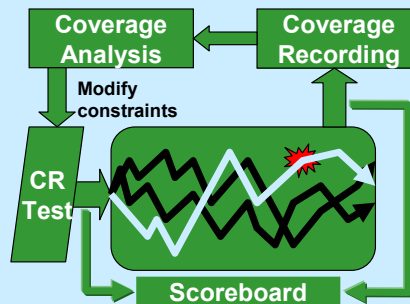 Coverage
Analysis
Coverage
Recording
Modify
constraints
CR
Test
Scoreboard